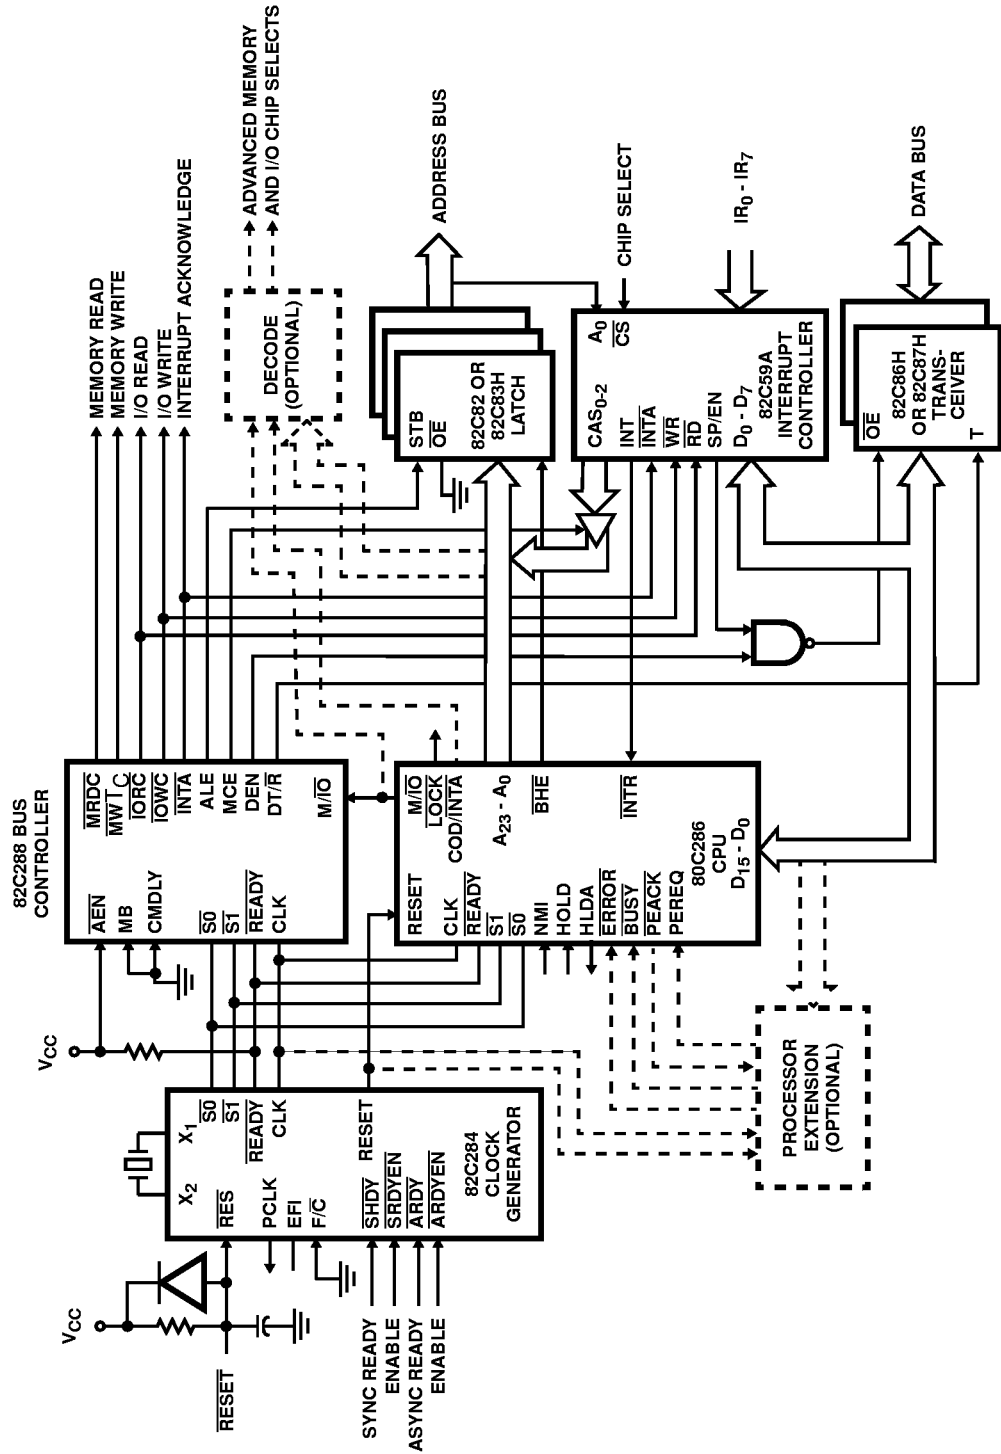 VCC
RESET
SYNC READY
ENABLE
ASYNC READY
ENABLE
X2
X1
RES
PCLK
EFI
F/C
SHDY
SRDYEN
ARDY
ARDYEN
S0
S1
READY
CLK
RESET
82C284
CLOCK
GENERATOR
VCC
82C288 BUS
CONTROLLER
AEN
MB
CMDLY
S0
S1
READY
CLK
MRDC
MWTC
IORC
IOWC
INTA
ALE
MCE
DEN
DT/R
M/IO
MEMORY READ
MEMORY WRITE
I/O READ
I/O WRITE
INTERRUPT ACKNOWLEDGE
ADVANCED MEMORY
AND I/O CHIP SELECTS
DECODE
(OPTIONAL)
RESET
CLK
READY
S1
S0
NMI
HOLD
HLDA
ERROR
BUSY
PEACK
PEREQ
M/IO
LOCK
COD/INTA
A23 - A0
BHE
INTR
80C286
CPU
D15 - D0
PROCESSOR
EXTENSION
(OPTIONAL)
STB
OE
82C82 OR
82C83H
LATCH
ADDRESS BUS
CHIP SELECT
IR0 - IR7
A0
CS
CAS0-2
INT
INTA
WR
RD
SP/EN
D0 - D7
82C59A
INTERRUPT
CONTROLLER
OE
82C86H
OR 82C87H
TRANS-
CEIVER
T
DATA BUS